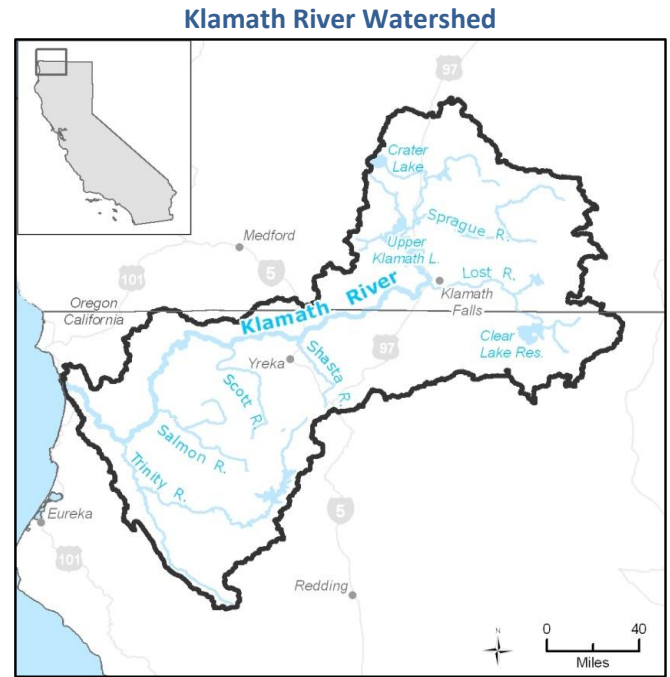 Klamath River Watershed
97
Crater
Lake
Sprague R.
Medford
Upper
Klamath L.
101
5
Lost R.
Oregon
California
Klamath River
Klamath
Falls
Clear
Lake Res.
Yreka
Shasta R.
97
Scott R.
Salmon R.
Trinity R.
Eureka
5
101
Redding
N
0 40
Miles